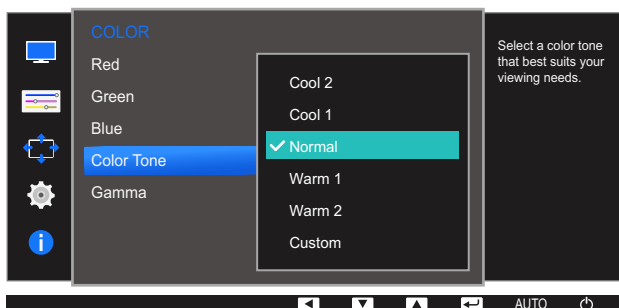 COLOR
Red
Green
Blue
Color Tone
Gamma
Cool 2
Cool 1
Normal
Warm 1
Warm 2
Custom
Select a color tone
that best suits your
viewing needs.
AUTO